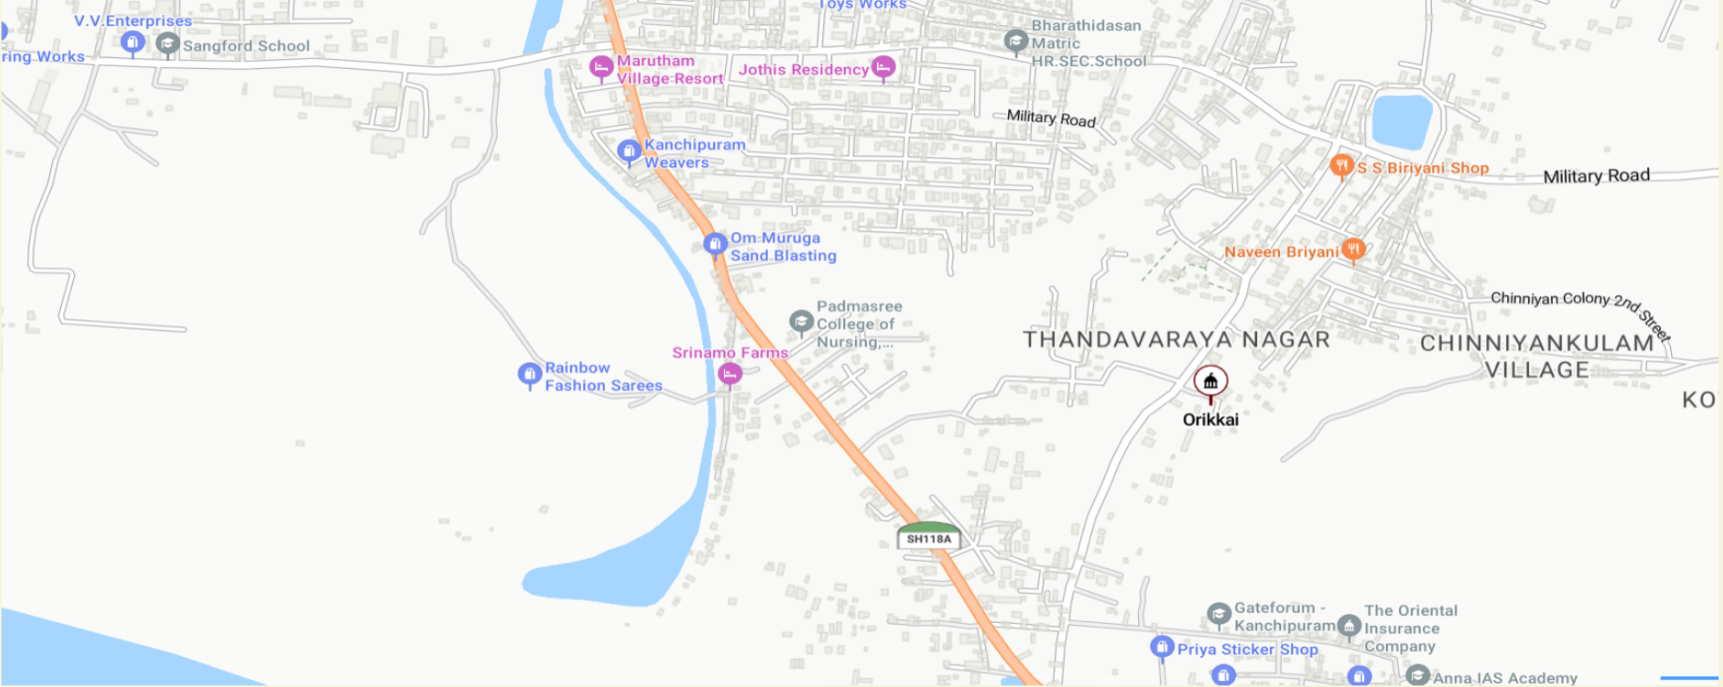 Toys Works
V.V.Enterprises
Sangford School
ring Works
Bharathidasan
Matric
HR.SEC.School
Marutham
Village Resort
Jothis Residency
Military Road
Kanchipuram
Weavers
S S Biriyani Shop
Military Road
Om Muruga
Sand Blasting
Naveen Briyani
Chinniyan Colony 2nd Street
Padmasree
College of
Nursing,...
THANDAVARAYA NAGAR
CHINNIYANKULAM
VILLAGE
Srinamo Farms
Rainbow
Fashion Sarees
KO
Orikkai
SH118A
Gateforum -
Kanchipuram
The Oriental
Insurance
Company
Priya Sticker Shop
Anna IAS Academy